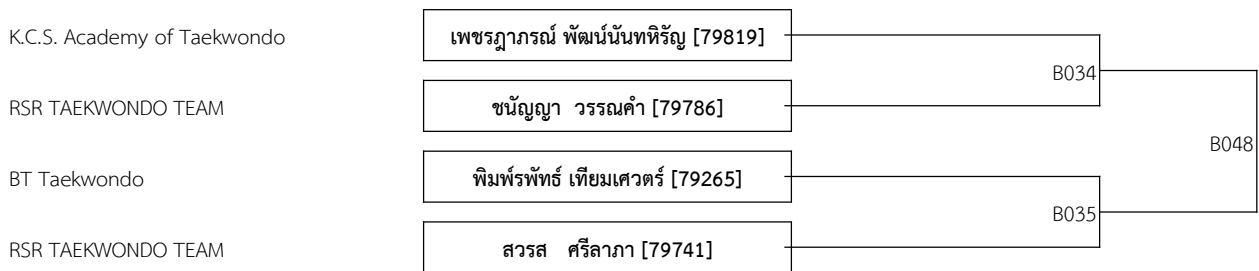 K.C.S. Academy of Taekwondo
เพชรฎาภรณ์ พัฒน์นันทหิรัญ [79819]
B034
RSR TAEKWONDO TEAM
ชนัญญา วรรณคำ [79786]
B048
BT Taekwondo
พิมพ์รพัทธ์ เทียมเศวตร์ [79265]
B035
RSR TAEKWONDO TEAM
สวรส ศรีลาภา [79741]